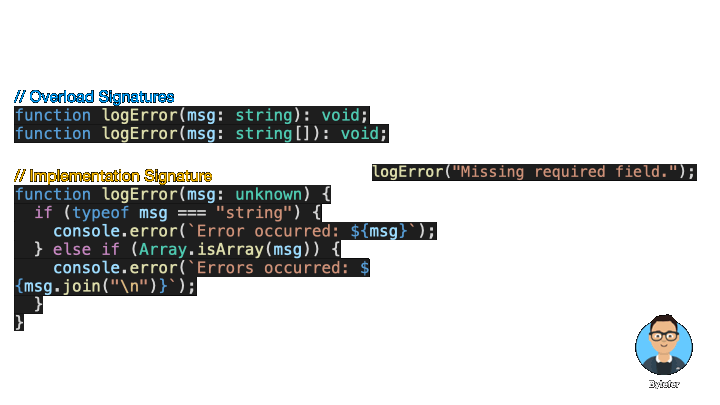 // Overload Signatures
function logError(msg: string): void;
function logError(msg: string[]): void;
// Implementation Signature
function logError(msg: unknown) {
  if (typeof msg === "string") {
    console.error(`Error occurred: ${msg}`);
  } else if (Array.isArray(msg)) {
    console.error(`Errors occurred: $
{msg.join("\n")}`);
  }
}
logError("Missing required field.");
Bytefer